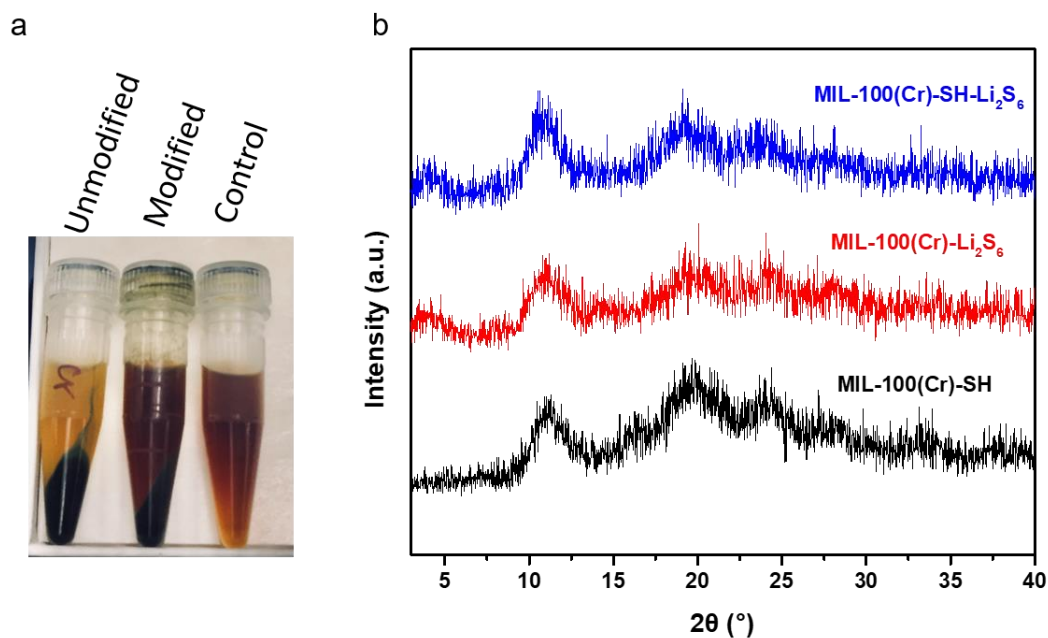 a
Unmodified
Modified
Control
Cr
b
Intensity (a.u.)
MIL-100(Cr)-SH-Li₂S₆
MIL-100(Cr)-Li₂S₆
MIL-100(Cr)-SH
5 10 15 20 25 30 35 40
2θ (°)